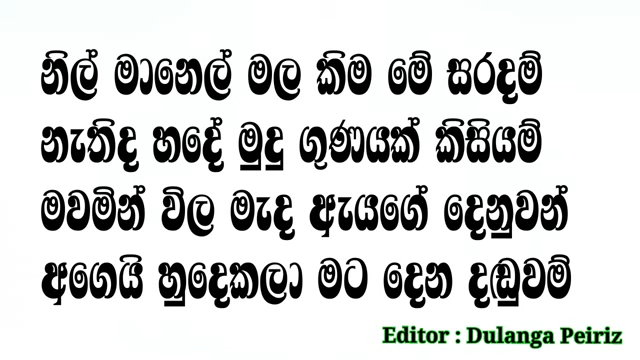 නිල් මානෙල් මල කිම මේ සරදම්
නැතිද හදේ මුදු ගුණයක් කිසියම්
මවමින් විල මැද ඇයගේ දෙනුවන්
අගෙයි හුදෙකලා මට දෙන දඬුවම්
Editor : Dulanga Peiriz